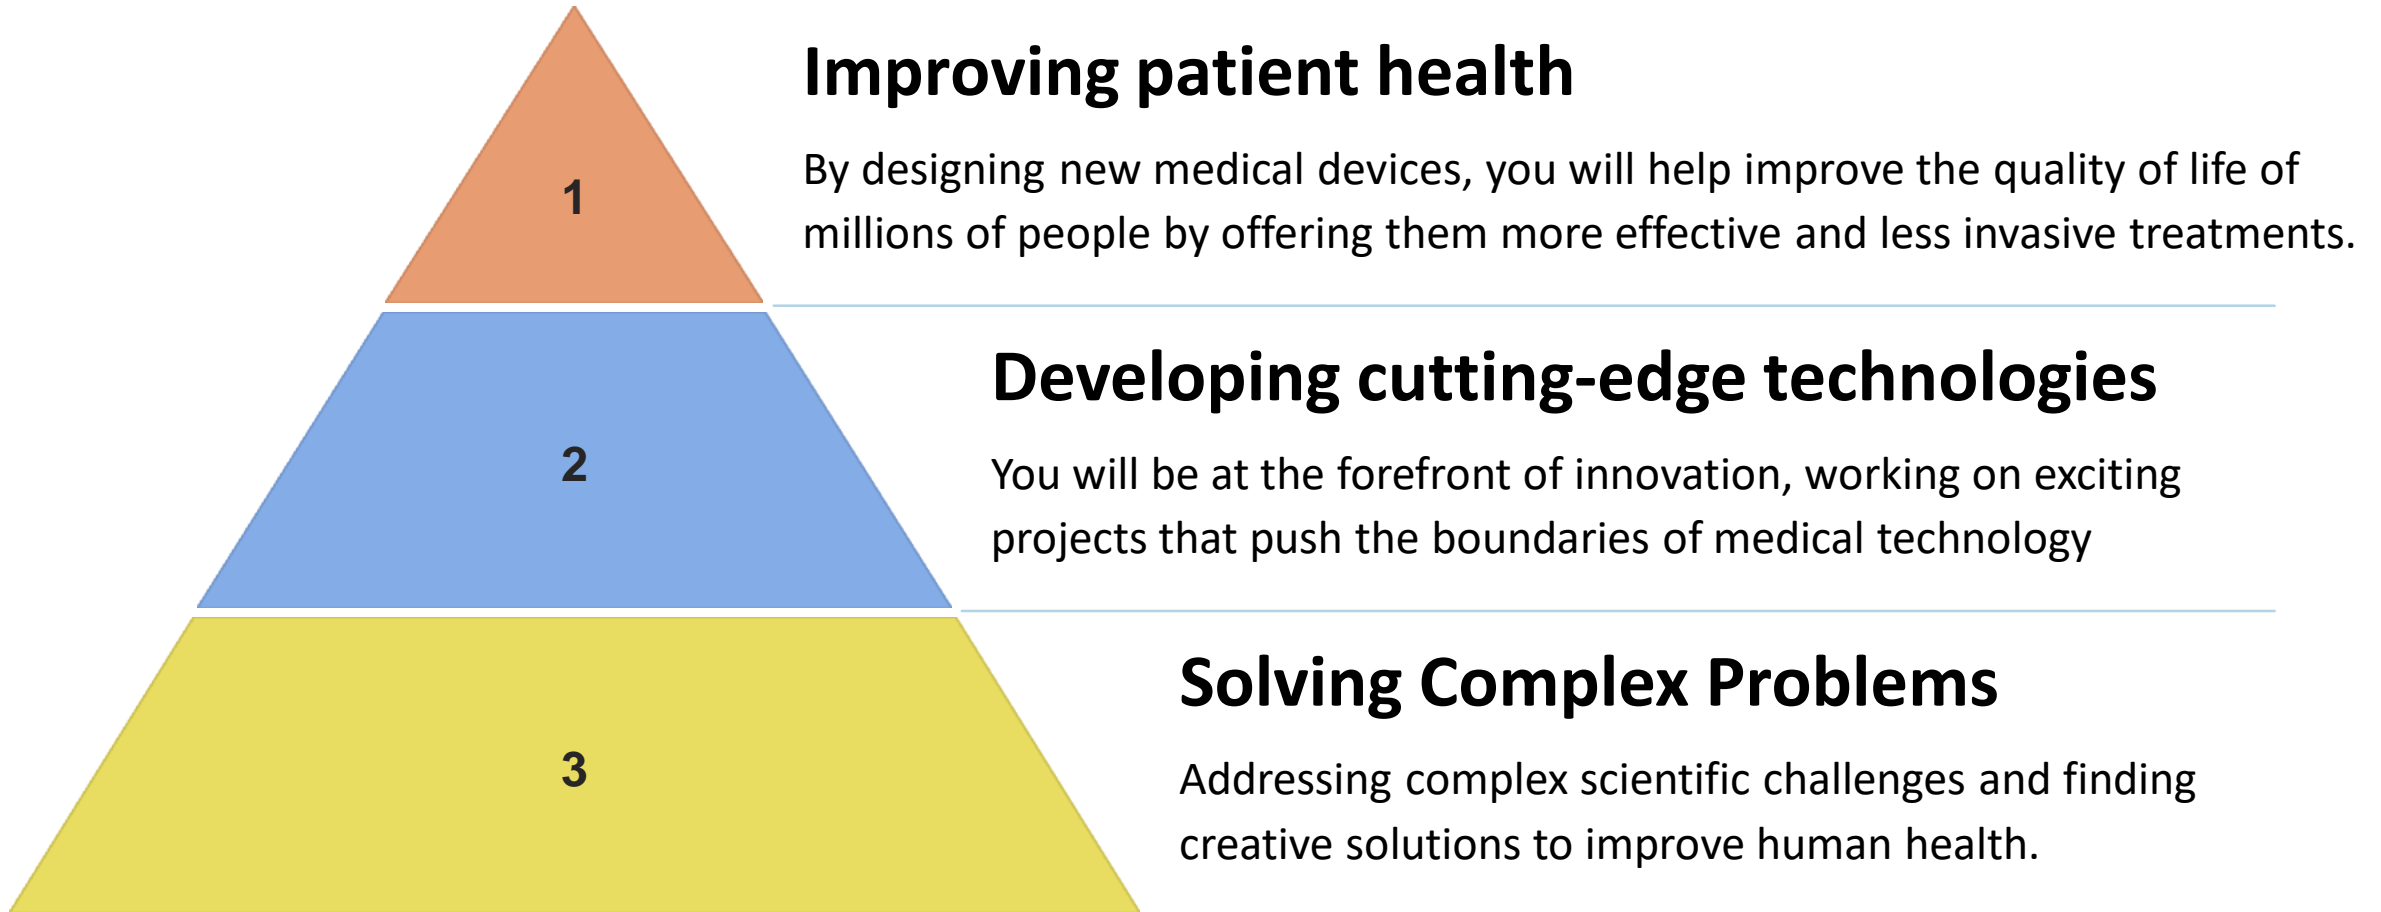 1
Improving patient health
By designing new medical devices, you will help improve the quality of life of
millions of people by offering them more effective and less invasive treatments.
2
Developing cutting-edge technologies
You will be at the forefront of innovation, working on exciting
projects that push the boundaries of medical technology
3
Solving Complex Problems
Addressing complex scientific challenges and finding
creative solutions to improve human health.